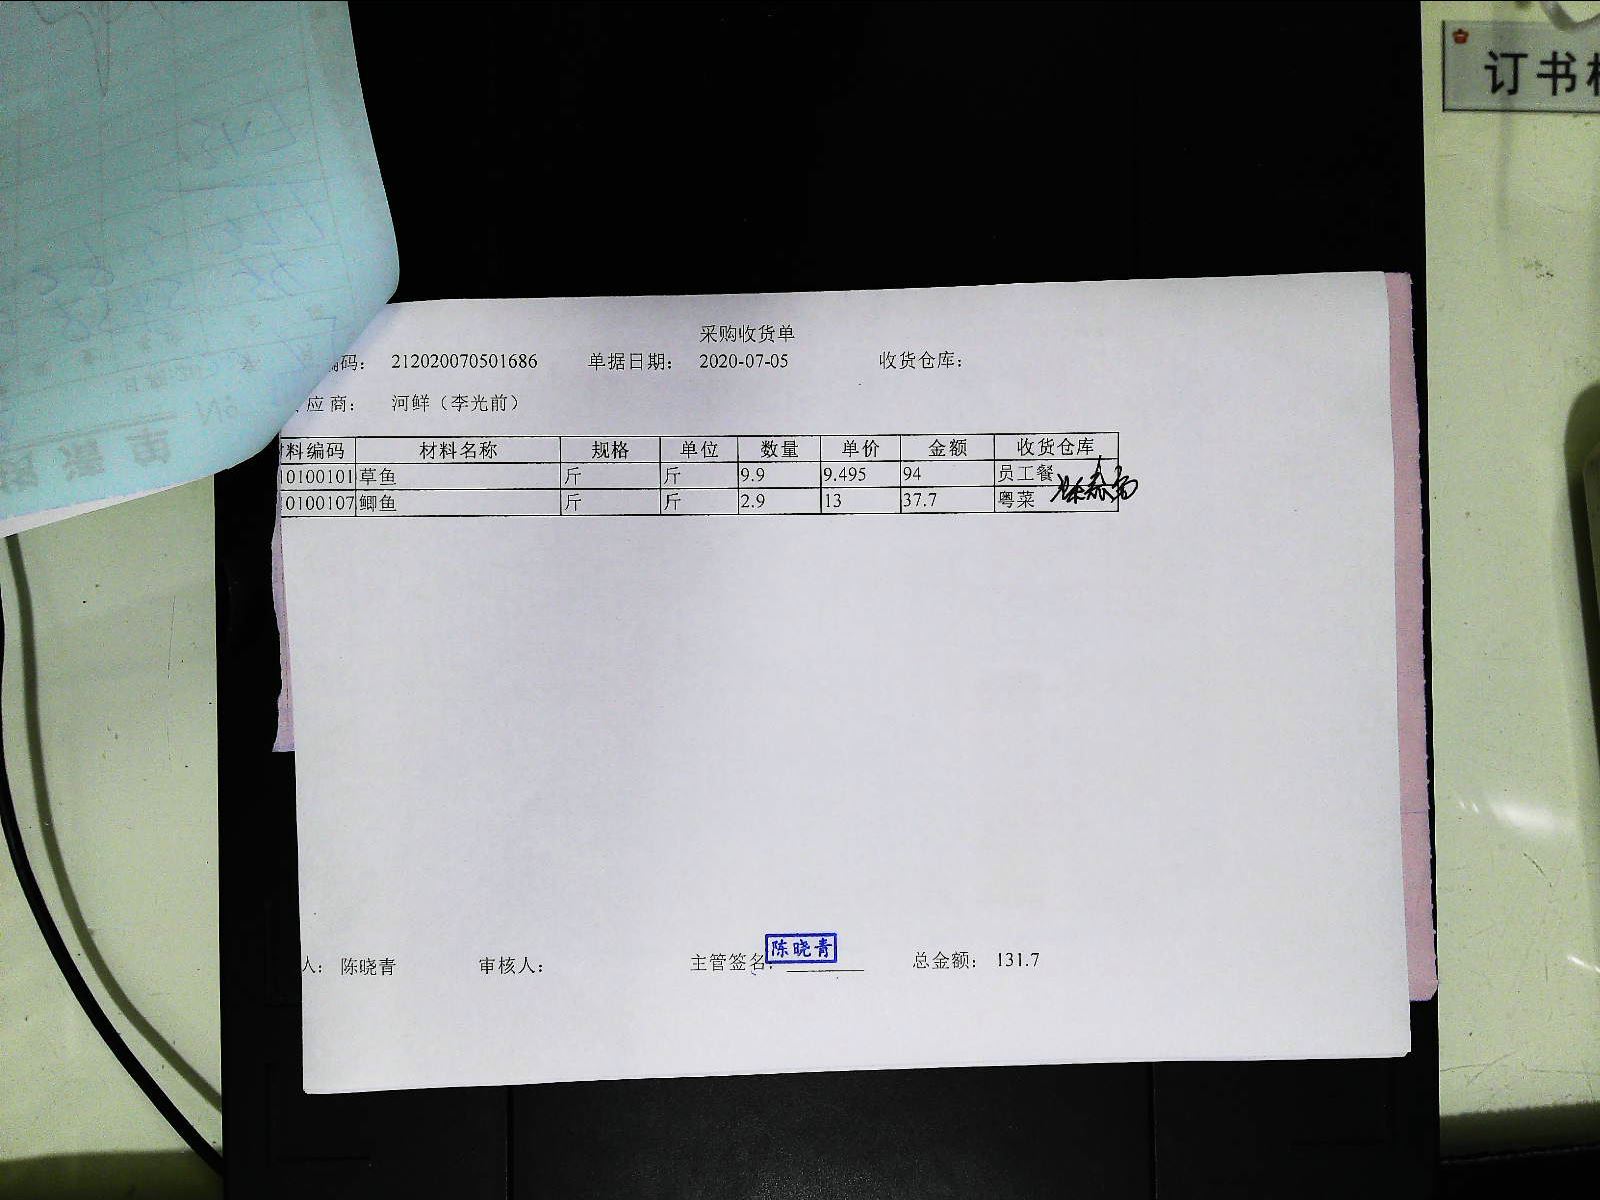 订书
采购收货单
编码： 212020070501686 单据日期： 2020-07-05 收货仓库：
应商： 河鲜（李光前）
料编码 材料名称 规格 单位 数量 单价 金额 收货仓库
0100101 草鱼 斤 斤 9.9 9.495 94 员工餐
0100107 鲫鱼 斤 斤 2.9 13 37.7 粤菜
人： 陈晓青 审核人： 主管签名： 陈晓青 总金额： 131.7